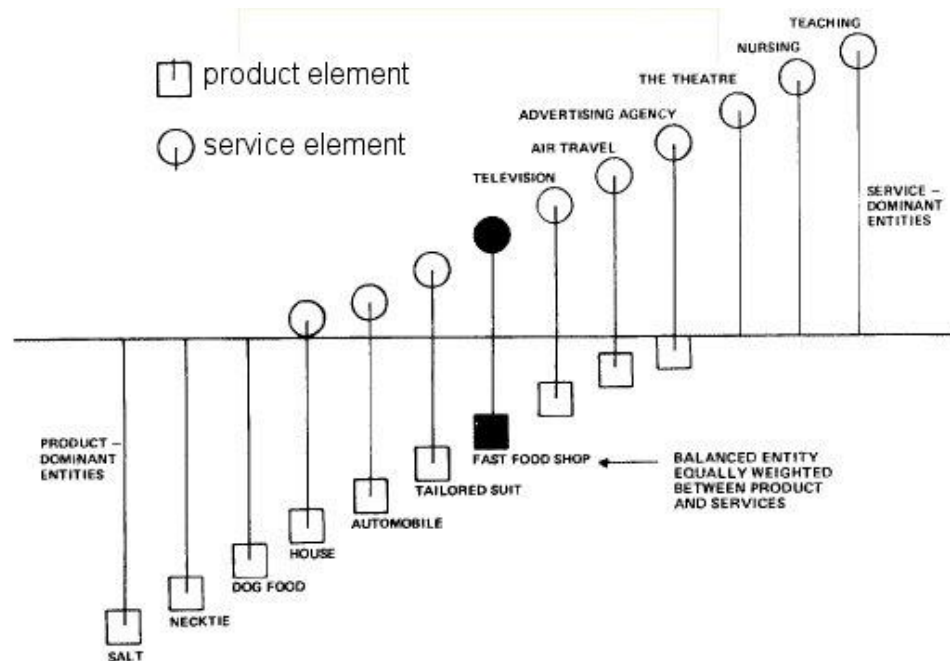 product element
service element
TEACHING
NURSING
THE THEATRE
ADVERTISING AGENCY
AIR TRAVEL
TELEVISION
SERVICE –
DOMINANT
ENTITIES
PRODUCT –
DOMINANT
ENTITIES
FAST FOOD SHOP
BALANCED ENTITY
EQUALLY WEIGHTED
BETWEEN PRODUCT
AND SERVICES
TAILORED SUIT
AUTOMOBILE
HOUSE
DOG FOOD
NECKTIE
SALT